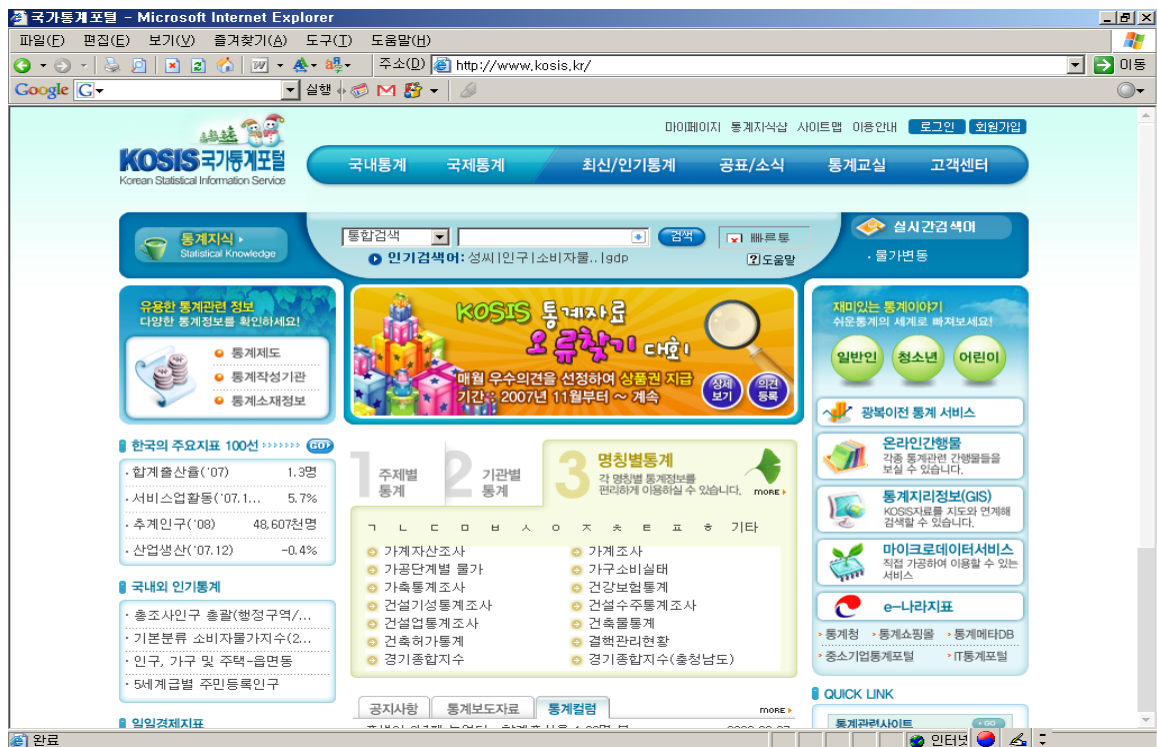 국가통계포털 - Microsoft Internet Explorer
파일(F) 편집(E) 보기(V) 즐겨찾기(A) 도구(T) 도움말(H)
주소(D) http://www.kosis.kr/ 이동
Google G 실행
마이페이지 통계지식샵 사이트맵 이용안내 로그인 회원가입
KOSIS 국가통계포털
Korean Statistical Information Service
국내통계 국제통계 최신/인기통계 공표/소식 통계교실 고객센터
통계지식
Statistical Knowledge
통합검색 검색 빠른통
인기검색어: 성씨|인구|소비자물..|gdp ?도움말
실시간검색어
· 물가변동
유용한 통계관련 정보
다양한 통계정보를 확인하세요!
통계제도
통계작성기관
통계소재정보
KOSIS 통계자료
오류찾기 대회!
매월 우수의견을 선정하여 상품권 지급
기간 : 2007년 11월부터 ~ 계속
상세보기
의견등록
재미있는 통계이야기
쉬운통계의 세계로 빠져보세요!
일반인 청소년 어린이
광복이전 통계 서비스
온라인간행물
각종 통계관련 간행물들을
보실 수 있습니다.
통계지리정보(GIS)
KOSIS자료를 지도와 연계해
검색할 수 있습니다.
마이크로데이터서비스
직접 가공하여 이용할 수 있는
서비스
e-나라지표
통계청 통계쇼핑몰 통계메타DB
중소기업통계포털 IT통계포털
QUICK LINK
통계관련사이트 GO
한국의 주요지표 100선 >>>>>>> GO
· 합계출산율('07) 1.3명
· 서비스업활동('07.1... 5.7%
· 추계인구('08) 48,607천명
· 산업생산('07.12) -0.4%
국내외 인기통계
· 총조사인구 총괄(행정구역/...
· 기본분류 소비자물가지수(2...
· 인구, 가구 및 주택-읍면동
· 5세계급별 주민등록인구
일일경제지표
1 주제별 통계
2 기관별 통계
3 명칭별통계
각 명칭별 통계정보를
편리하게 이용하실 수 있습니다. MORE
ㄱ ㄴ ㄷ ㅁ ㅂ ㅅ ㅇ ㅈ ㅊ ㅌ ㅍ ㅎ 기타
가계자산조사 가계조사
가공단계별 물가 가구소비실태
가축통계조사 건강보험통계
건설기성통계조사 건설수주통계조사
건설업통계조사 건축물통계
건축허가통계 결핵관리현황
경기종합지수 경기종합지수(충청남도)
공지사항 통계보도자료 통계컬럼 MORE
완료 인터넷